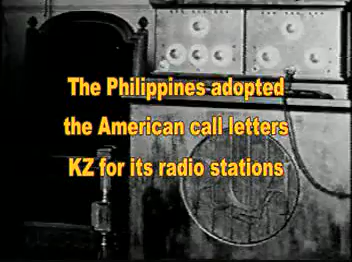 The Philippines adopted
the American call letters
KZ for its radio stations